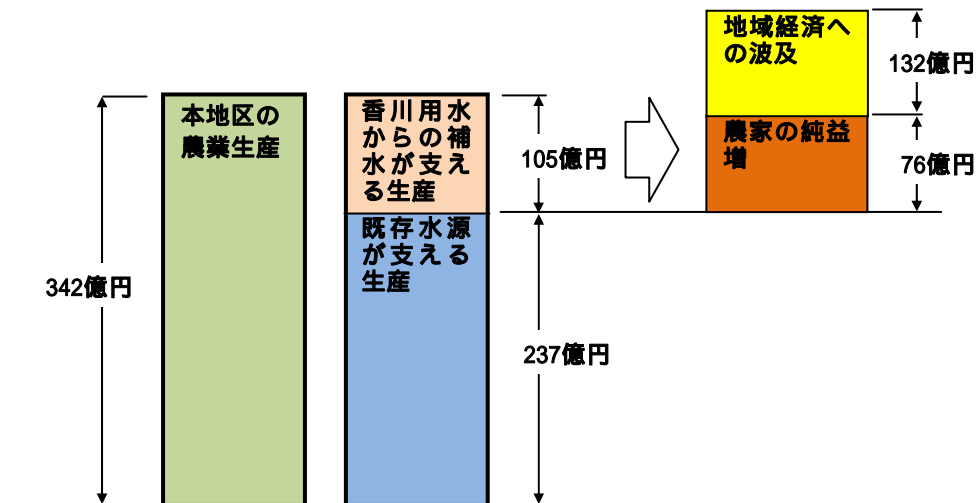 本地区の
農業生産
342億円
香川用水
からの補
水が支え
る生産
既存水源
が支える
生産
105億円
237億円
地域経済へ
の波及
132億円
農家の純益
増
76億円